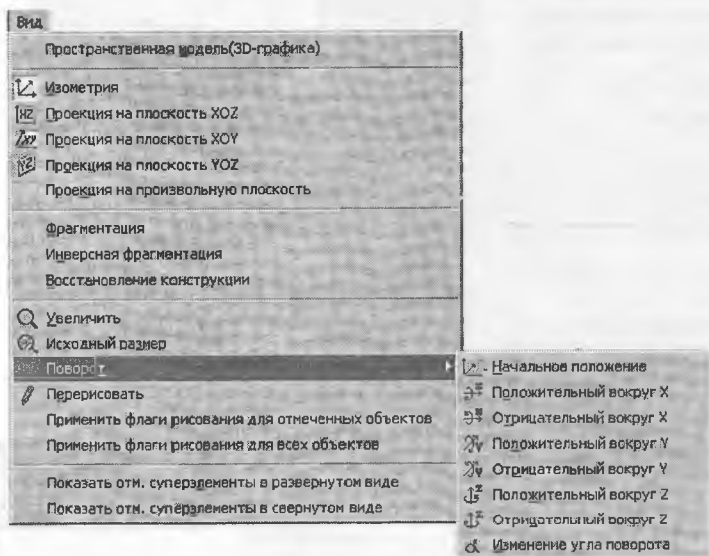 Вид
Пространственная модель(3D-графика)
Изометрия
XZ Проекция на плоскость XOZ
XY Проекция на плоскость XOY
YZ Проекция на плоскость YOZ
Проекция на произвольную плоскость
Фрагментация
Инверсная фрагментация
Восстановление конструкции
Увеличить
Исходный размер
Поворот
Перерисовать
Применить флаги рисования для отмеченных объектов
Применить флаги рисования для всех объектов
Показать отм. суперэлементы в развернутом виде
Показать отм. суперэлементы в свернутом виде
Начальное положение
Положительный вокруг X
Отрицательный вокруг X
Положительный вокруг Y
Отрицательный вокруг Y
Положительный вокруг Z
Отрицательный вокруг Z
Изменение угла поворота